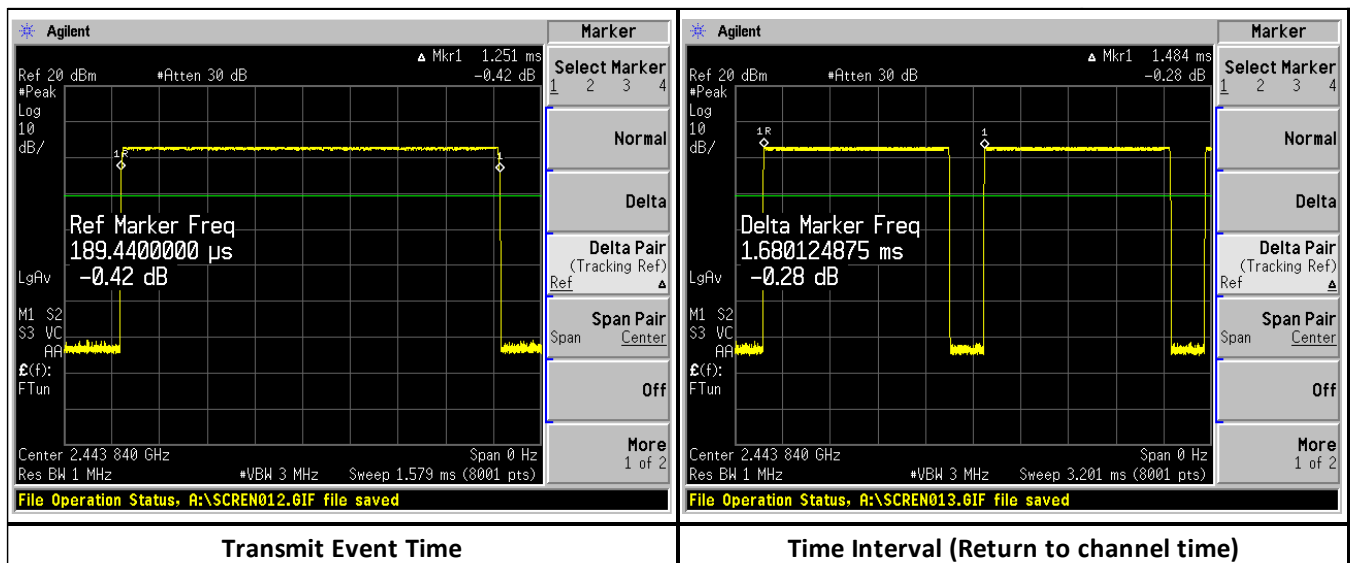 Agilent
Marker
▵ Mkr1 1.251 ms
Ref 20 dBm #Atten 30 dB -0.42 dB
#Peak
Log
10
dB/
1R
1
Ref Marker Freq
189.4400000 µs
-0.42 dB
LgAv
M1 S2
S3 VC
AA
£(f):
FTun
Center 2.443 840 GHz Span 0 Hz
Res BW 1 MHz #VBW 3 MHz Sweep 1.579 ms (8001 pts)
File Operation Status, A:\SCREN012.GIF file saved
Select Marker
1 2 3 4
Normal
Delta
Delta Pair
(Tracking Ref)
Ref ▵
Span Pair
Span Center
Off
More
1 of 2
Transmit Event Time
Agilent
Marker
▵ Mkr1 1.484 ms
Ref 20 dBm #Atten 30 dB -0.28 dB
#Peak
Log
10
dB/
1R
1
Delta Marker Freq
1.680124875 ms
-0.28 dB
LgAv
M1 S2
S3 VC
AA
£(f):
FTun
Center 2.443 840 GHz Span 0 Hz
Res BW 1 MHz #VBW 3 MHz Sweep 3.201 ms (8001 pts)
File Operation Status, A:\SCREN013.GIF file saved
Select Marker
1 2 3 4
Normal
Delta
Delta Pair
(Tracking Ref)
Ref ▵
Span Pair
Span Center
Off
More
1 of 2
Time Interval (Return to channel time)